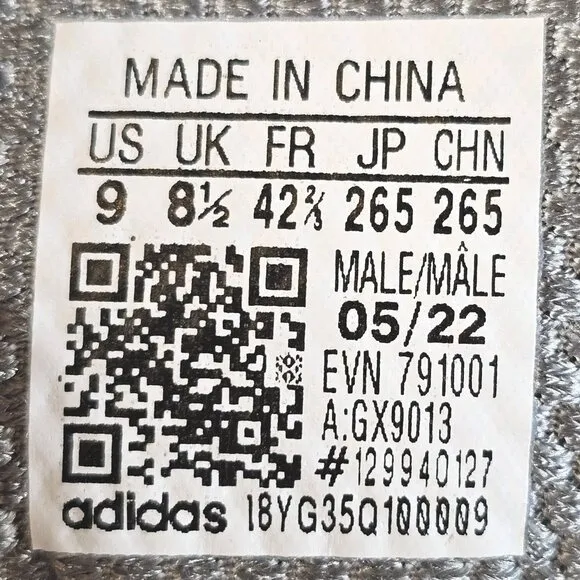 MADE IN CHINA
US UK FR JP CHN
9 8½ 42⅔ 265 265
MALE/MÂLE
05/22
EVN 791001
A:GX9013
#129940127
adidas 18YG35Q100009